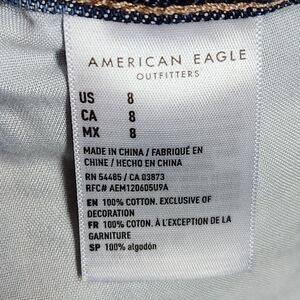 AMERICAN EAGLE
OUTFITTERS
US 8
CA 8
MX 8
MADE IN CHINA / FABRIQUÉ EN
CHINE / HECHO EN CHINA
RN 54485 / CA 03873
RFC# AEM120605U9A
EN 100% COTTON. EXCLUSIVE OF
DECORATION
FR 100% COTON. À L'EXCEPTION DE LA
GARNITURE
SP 100% algodón